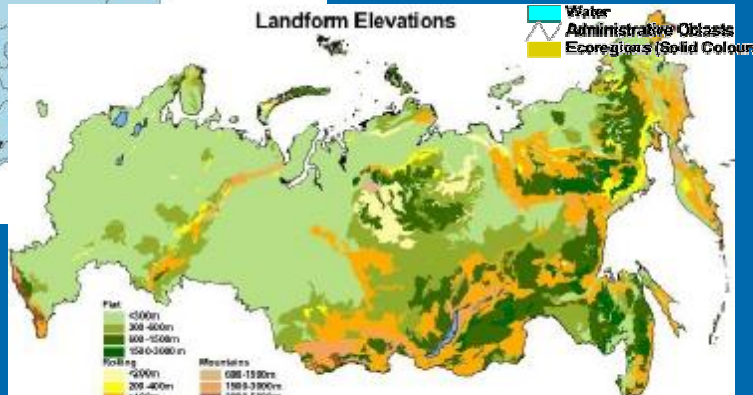 Landform Elevations
Water
Administrative Oblasts
Ecoregions (Solid Colour
Flat
<300m
300-600m
600-1500m
1500-3000m
Rolling
<200m
200-400m
Mountains
600-1500m
1500-3000m